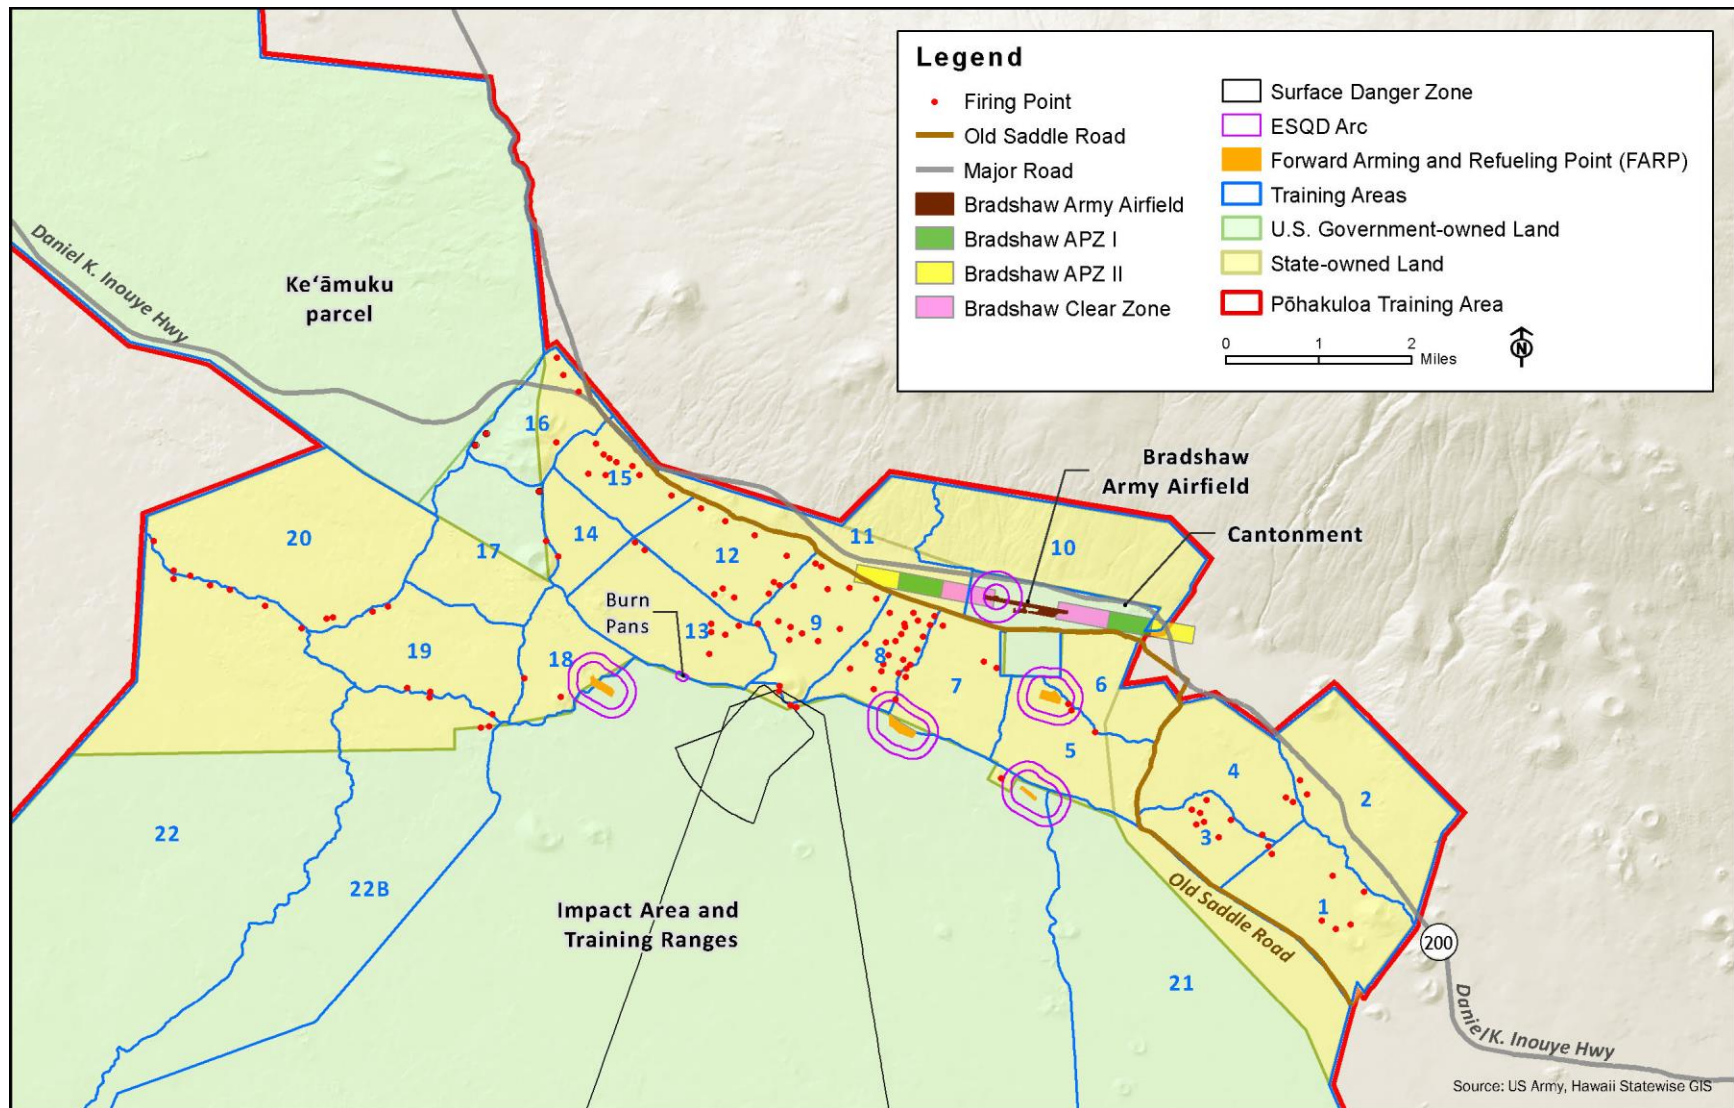 Legend
Firing Point
Old Saddle Road
Major Road
Bradshaw Army Airfield
Bradshaw APZ I
Bradshaw APZ II
Bradshaw Clear Zone
Surface Danger Zone
ESQD Arc
Forward Arming and Refueling Point (FARP)
Training Areas
U.S. Government-owned Land
State-owned Land
Pōhakuloa Training Area
0 1 2
Miles
N
Daniel K. Inouye Hwy
Keʻāmuku
parcel
16
15
Bradshaw
Army Airfield
Cantonment
20
17
14
12
11
10
Burn
Pans
13
9
8
19
18
7
6
5
4
2
3
1
22
22B
Impact Area and
Training Ranges
Old Saddle Road
21
200
Daniel K. Inouye Hwy
Source: US Army, Hawaii Statewise GIS